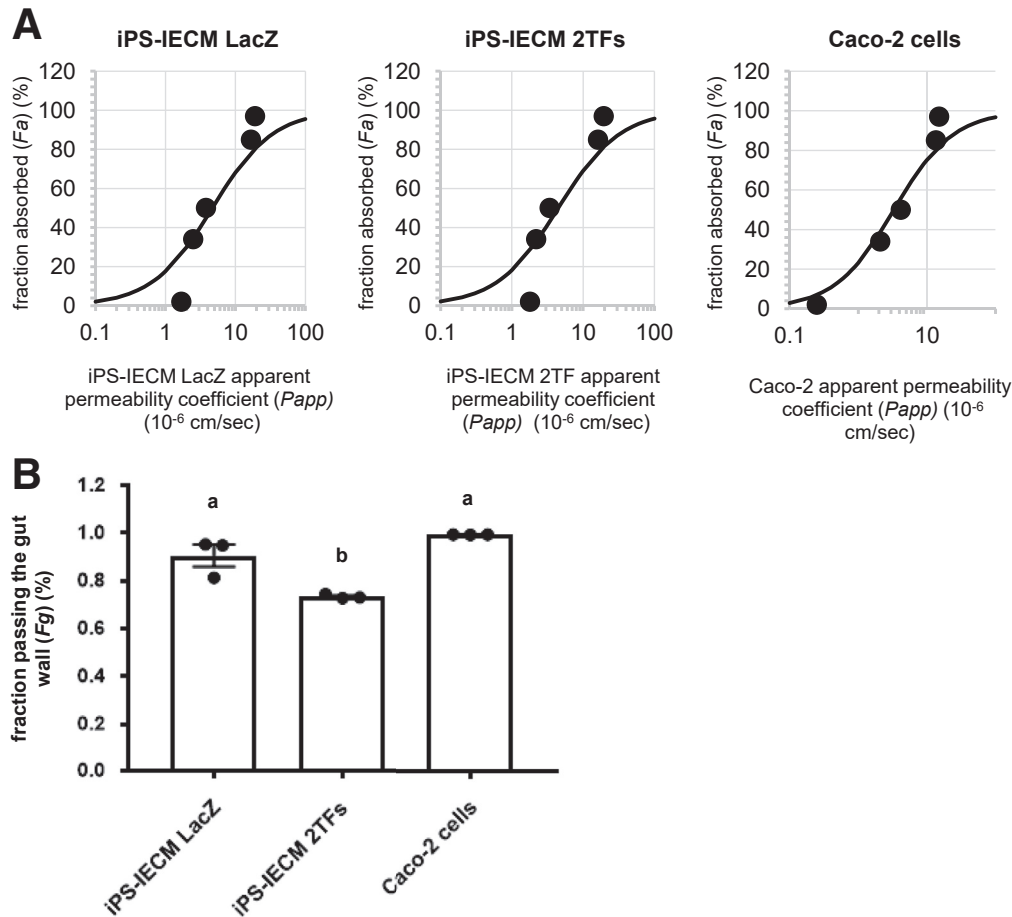 A
iPS-IECM LacZ
iPS-IECM 2TFs
Caco-2 cells
fraction absorbed (Fa) (%)
120
100
80
60
40
20
0
0.1
1
10
100
iPS-IECM LacZ apparent
permeability coefficient (Papp)
(10-6 cm/sec)
fraction absorbed (Fa) (%)
120
100
80
60
40
20
0
0.1
1
10
100
iPS-IECM 2TF apparent
permeability coefficient
(Papp) (10-6 cm/sec)
fraction absorbed (Fa) (%)
120
100
80
60
40
20
0
0.1
10
Caco-2 apparent permeability
coefficient (Papp) (10-6
cm/sec)
B
fraction passing the gut
wall (Fg) (%)
1.2
1.0
0.8
0.6
0.4
0.2
0.0
a
b
a
iPS-IECM LacZ
iPS-IECM 2TFs
Caco-2 cells